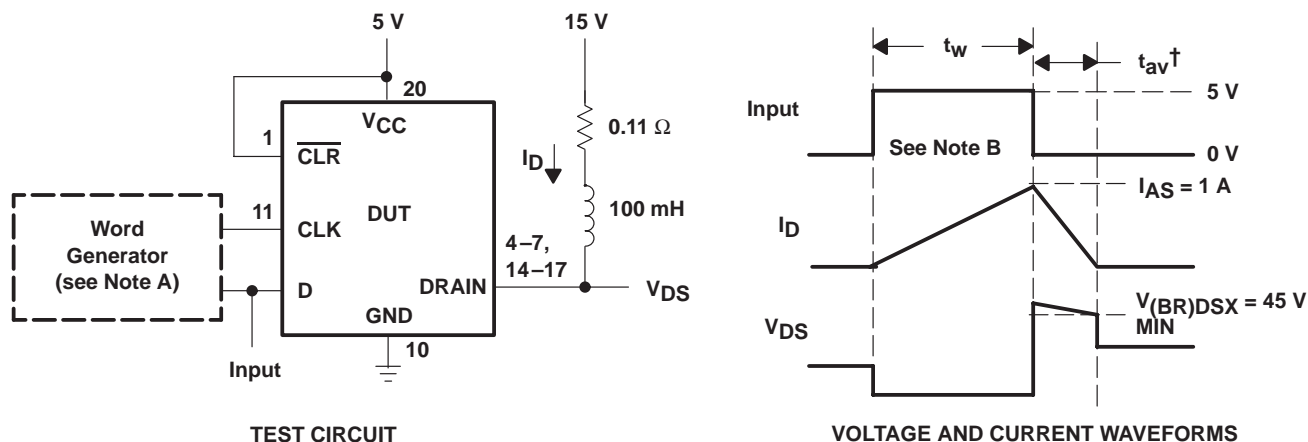 5 V
15 V
20
VCC
1
CLR
0.11 Ω
ID
100 mH
Word
Generator
(see Note A)
11
CLK
DUT
D
4–7,
14–17
DRAIN
VDS
GND
10
Input
TEST CIRCUIT
tw
tav†
Input
5 V
See Note B
0 V
IAS = 1 A
ID
V(BR)DSX = 45 V
MIN
VDS
VOLTAGE AND CURRENT WAVEFORMS